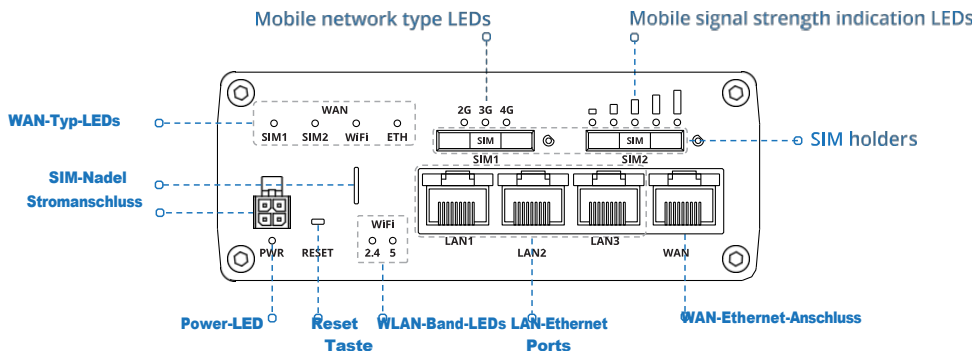 Mobile network type LEDs
Mobile signal strength indication LEDs
WAN
2G 3G 4G
WAN-Typ-LEDs
SIM1 SIM2 WiFi ETH
SIM SIM
SIM holders
SIM1 SIM2
SIM-Nadel
Stromanschluss
WiFi
2.4 5
LAN1 LAN2 LAN3 WAN
PWR RESET
Power-LED
Reset
Taste
WLAN-Band-LEDs
LAN-Ethernet
Ports
WAN-Ethernet-Anschluss